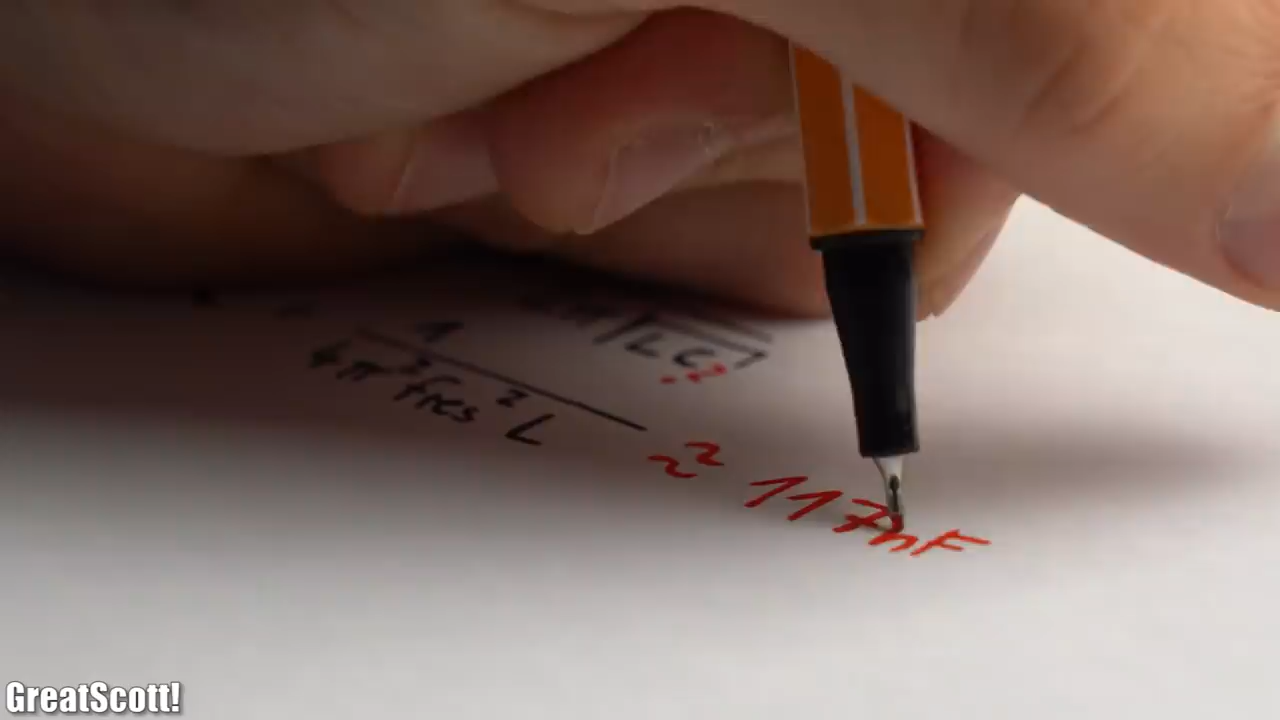 √LC
1
4π² fres² L
≈ 117nF
GreatScott!